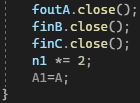 foutA.close();
finB.close();
finC.close();
n1 *= 2;
A1=A;
}